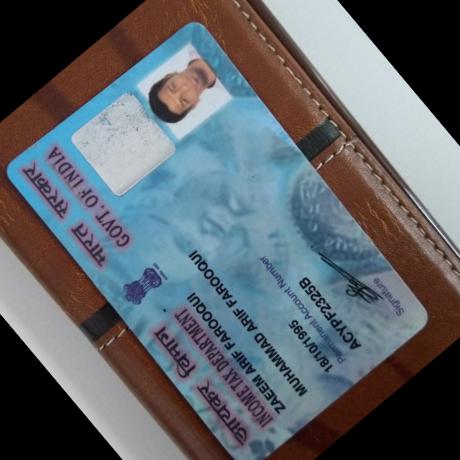 आयकर विभाग
INCOME TAX DEPARTMENT
भारत सरकार
GOVT. OF INDIA
ZAEEM ARIF FAROOQUI
MUHAMMAD ARIF FAROOQUI
18/10/1995
Permanent Account Number
ACYPF2325B
Signature